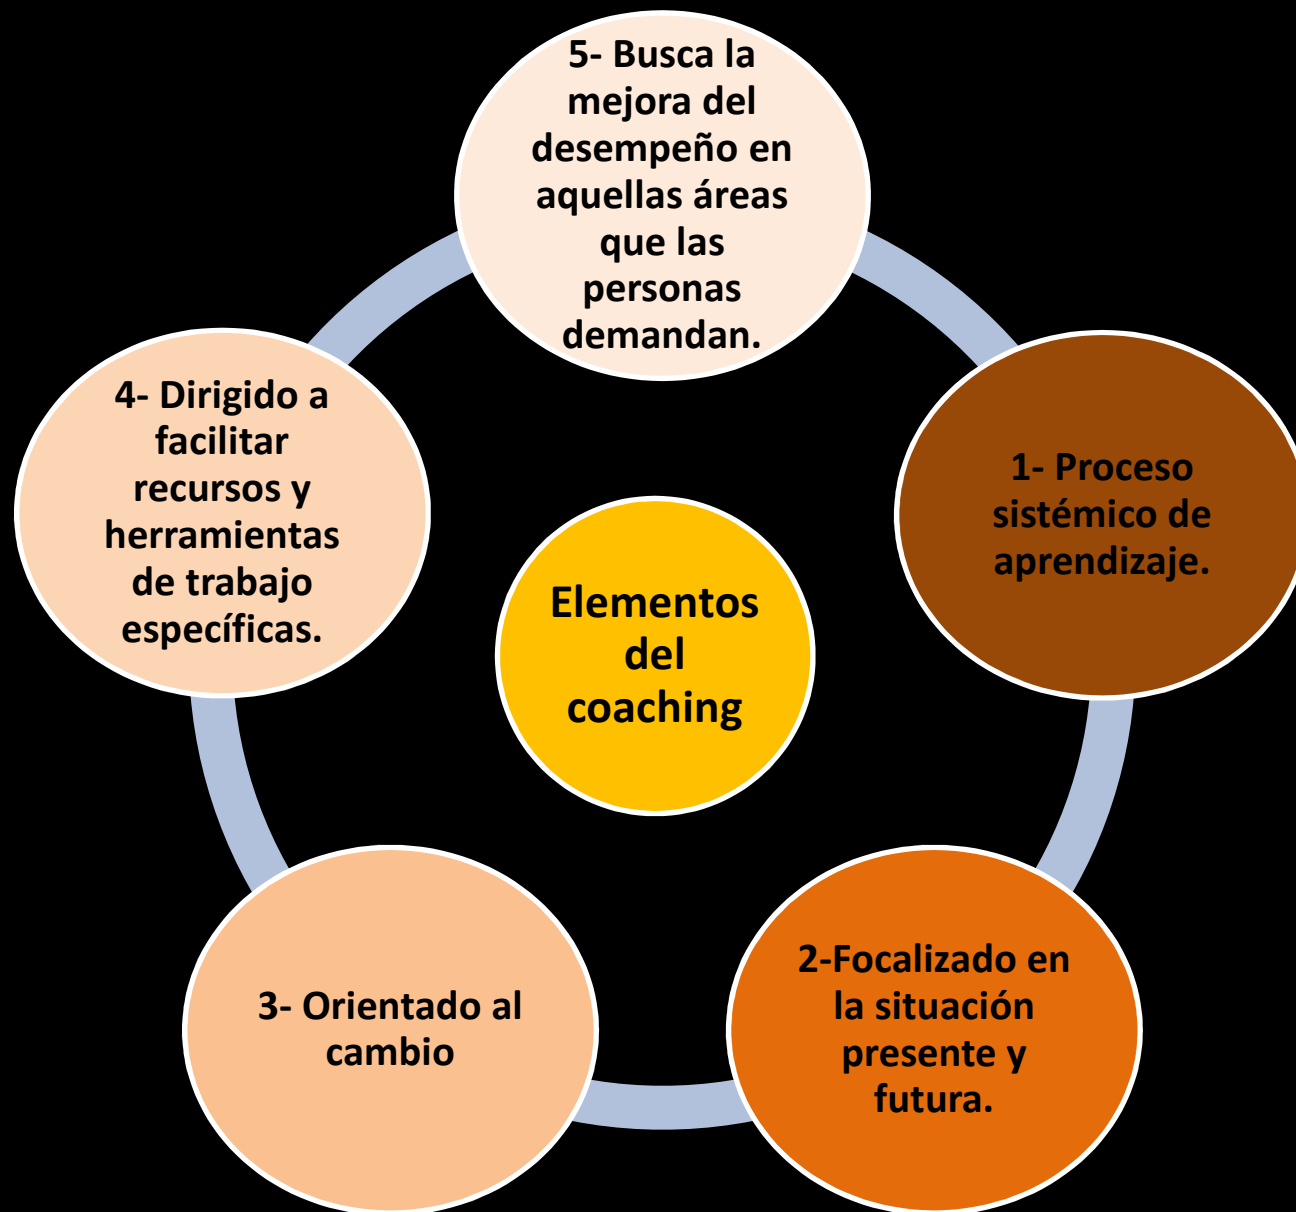 5- Busca la
mejora del
desempeño en
aquellas áreas
que las
personas
demandan.
1- Proceso
sistémico de
aprendizaje.
2-Focalizado en
la situación
presente y
futura.
3- Orientado al
cambio
4- Dirigido a
facilitar
recursos y
herramientas
de trabajo
específicas.
Elementos
del
coaching